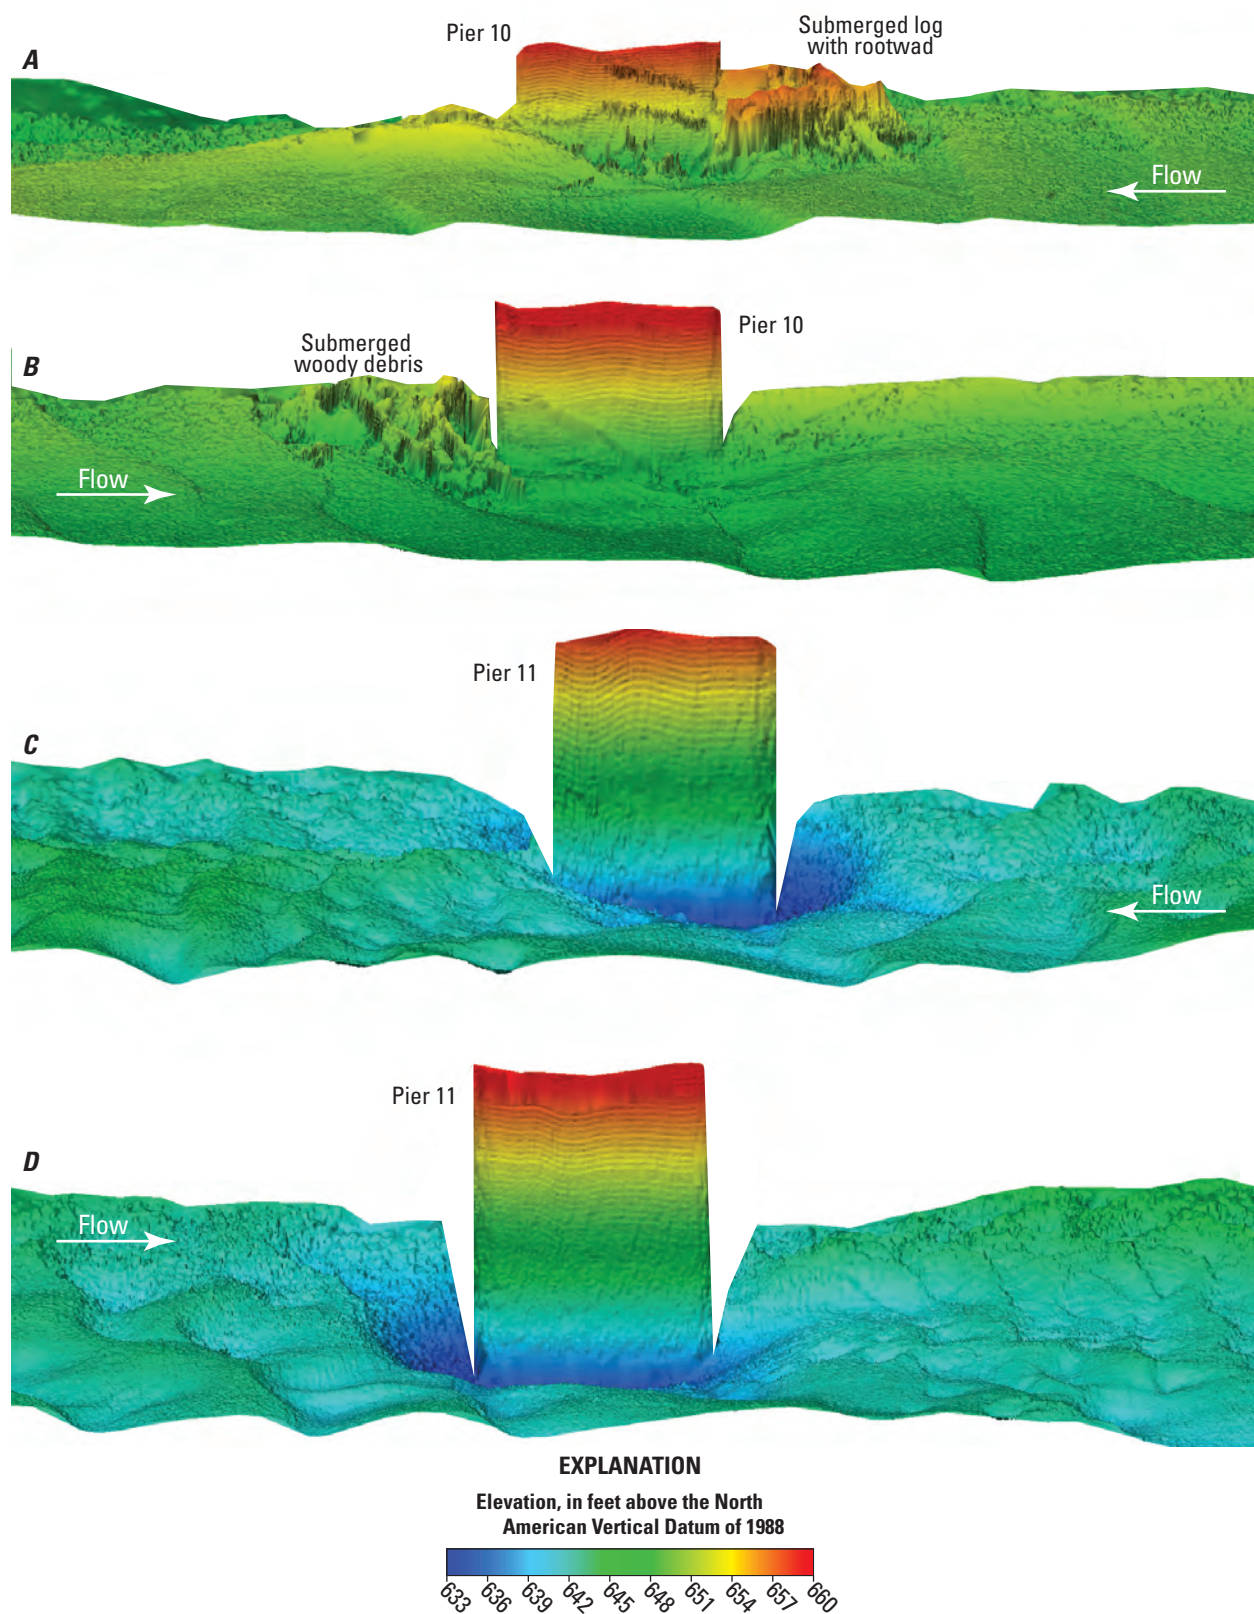 A
Pier 10
Submerged log
with rootwad
Flow
B
Submerged
woody debris
Pier 10
Flow
Pier 11
C
Flow
Pier 11
D
Flow
EXPLANATION
Elevation, in feet above the North
American Vertical Datum of 1988
633 636 639 642 645 648 651 654 657 660